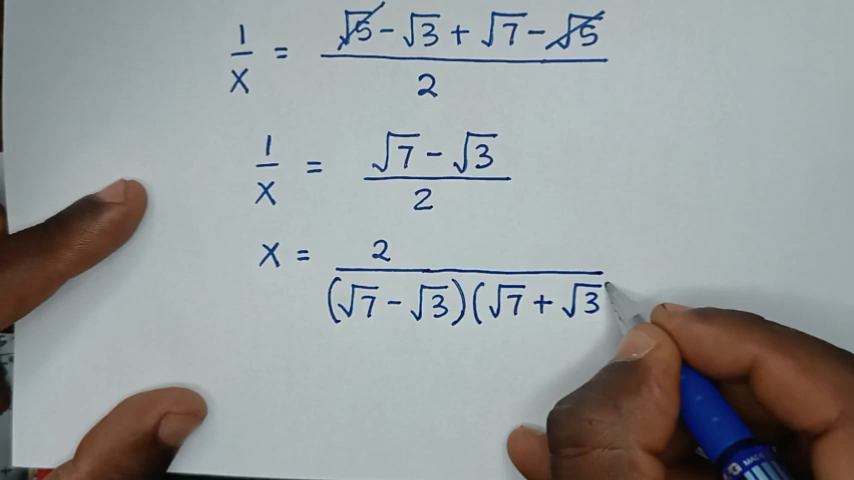 1/X = (√5 - √3 + √7 - √5)/2
1/X = (√7 - √3)/2
X = 2/((√7 - √3)(√7 + √3